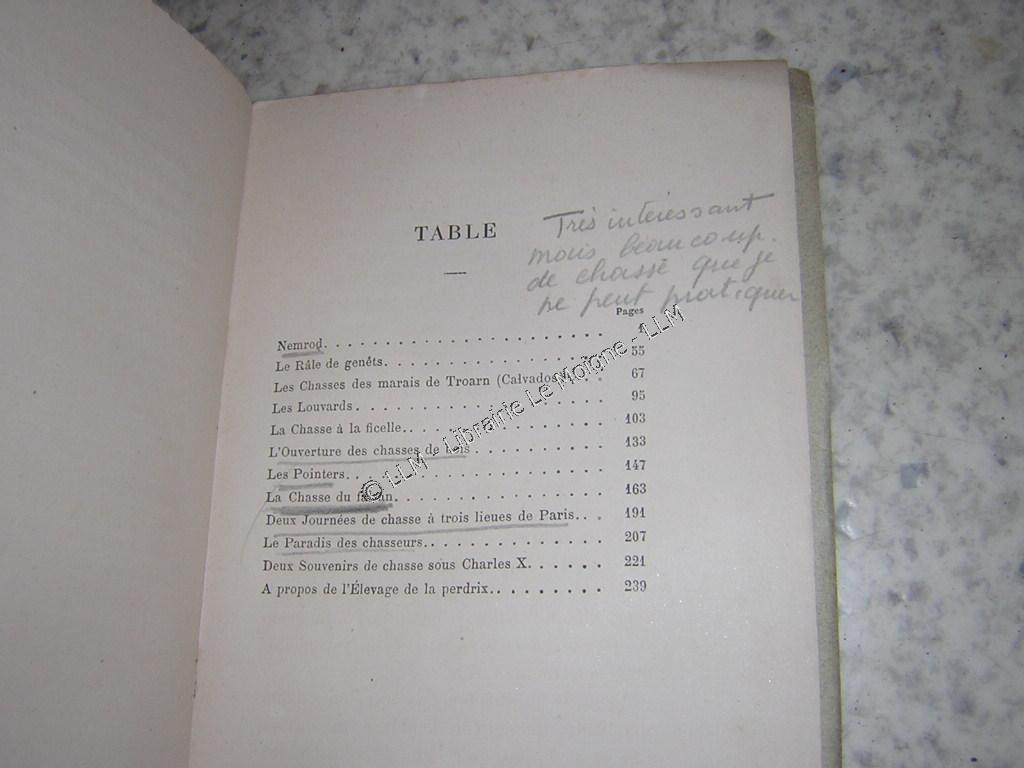 TABLE
Très interessant
mais beaucoup.
de chasse que je
ne peut pratiquer
Pages
Nemrod. . . . . . . . . . . . . . . . . . . . 1
Le Râle de genêts. . . . . . . . . . . . . . . . 55
Les Chasses des marais de Troarn (Calvados). . . 67
Les Louvards. . . . . . . . . . . . . . . . . . 95
La Chasse à la ficelle. . . . . . . . . . . . . . 103
L'Ouverture des chasses de bois . . . . . . . . 133
Les Pointers. . . . . . . . . . . . . . . . . . 147
La Chasse du faisan. . . . . . . . . . . . . . 163
Deux Journées de chasse à trois lieues de Paris. . . 191
Le Paradis des chasseurs. . . . . . . . . . . . 207
Deux Souvenirs de chasse sous Charles X. . . . . . 221
A propos de l'Élevage de la perdrix. . . . . . . . 239
© LLM - Librairie Le Moigne - LLM